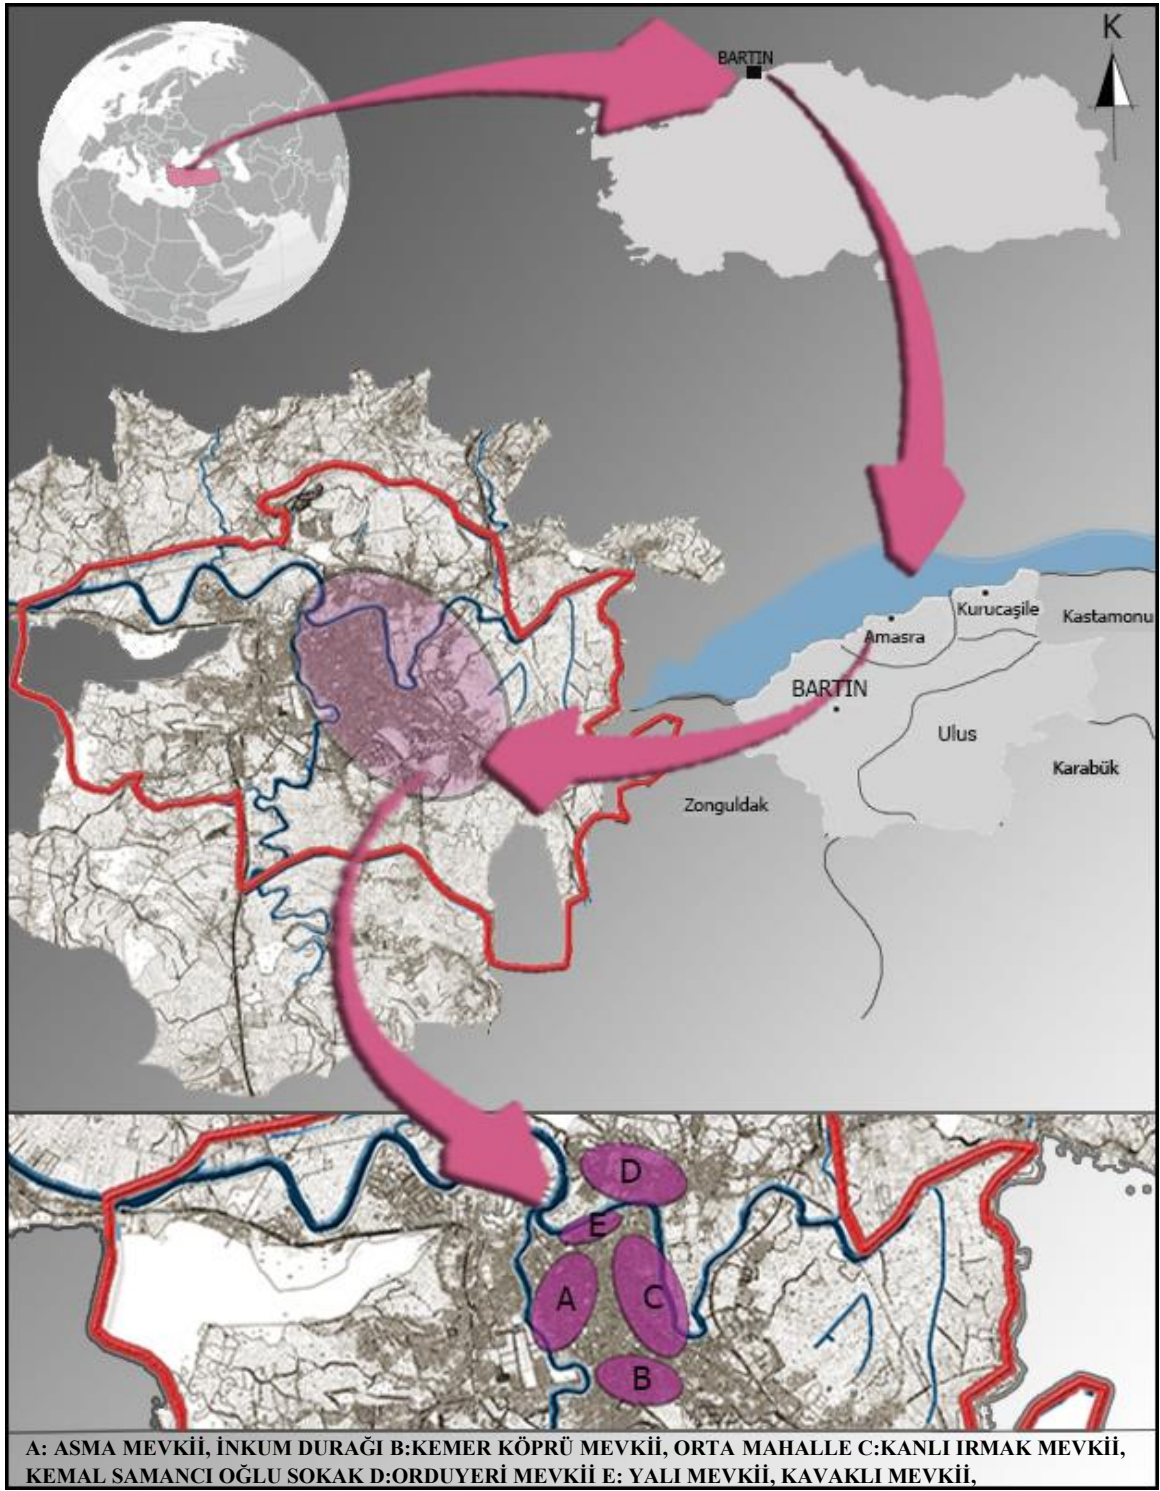 K
BARTIN
Kurucaşile
Kastamonu
Amasra
BARTIN
Ulus
Karabük
Zonguldak
D
E
A
C
B
A: ASMA MEVKİİ, İNKUM DURAĞI B:KEMER KÖPRÜ MEVKİİ, ORTA MAHALLE C:KANLI IRMAK MEVKİİ,
KEMAL SAMANCI OĞLU SOKAK D:ORDUYERİ MEVKİİ E: YALI MEVKİİ, KAVAKLI MEVKİİ,